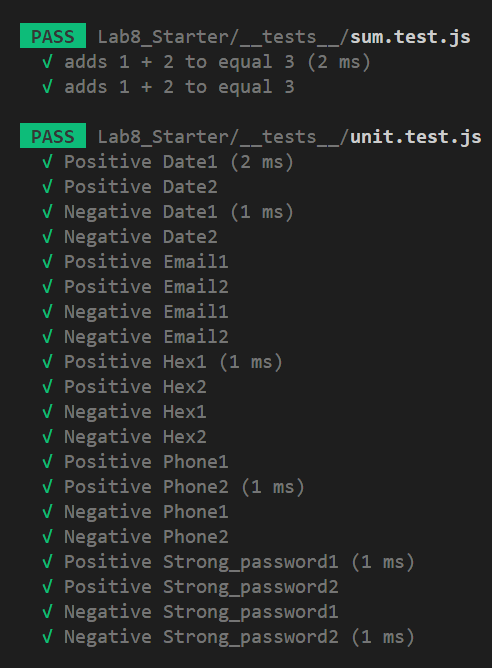 PASS Lab8_Starter/__tests__/sum.test.js
√ adds 1 + 2 to equal 3 (2 ms)
√ adds 1 + 2 to equal 3
PASS Lab8_Starter/__tests__/unit.test.js
√ Positive Date1 (2 ms)
√ Positive Date2
√ Negative Date1 (1 ms)
√ Negative Date2
√ Positive Email1
√ Positive Email2
√ Negative Email1
√ Negative Email2
√ Positive Hex1 (1 ms)
√ Positive Hex2
√ Negative Hex1
√ Negative Hex2
√ Positive Phone1
√ Positive Phone2 (1 ms)
√ Negative Phone1
√ Negative Phone2
√ Positive Strong_password1 (1 ms)
√ Positive Strong_password2
√ Negative Strong_password1
√ Negative Strong_password2 (1 ms)